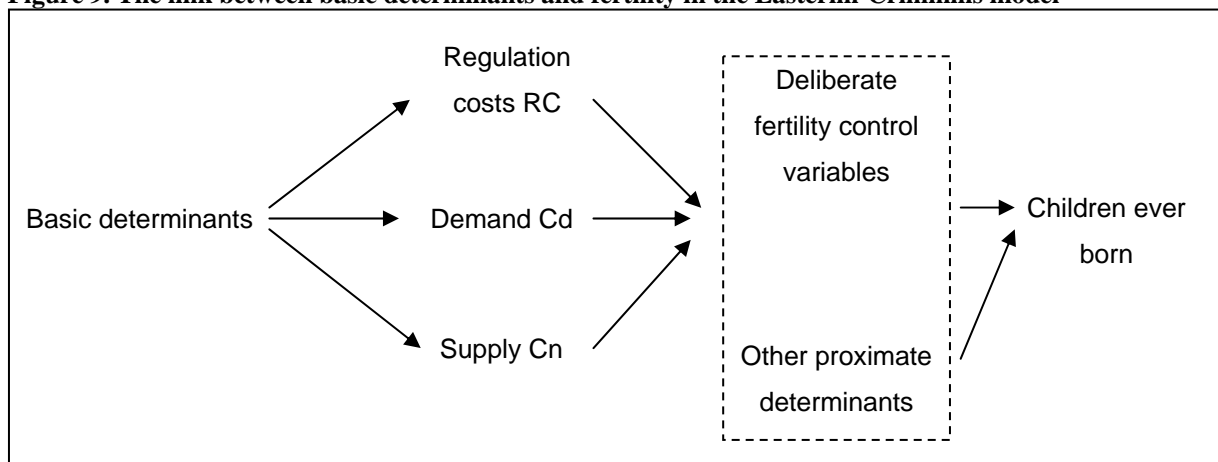 Figure 9. The link between basic determinants and fertility in the Easterlin-Crimmins model
Regulation
costs RC
Basic determinants
Demand Cd
Supply Cn
Deliberate
fertility control
variables
Other proximate
determinants
Children ever
born